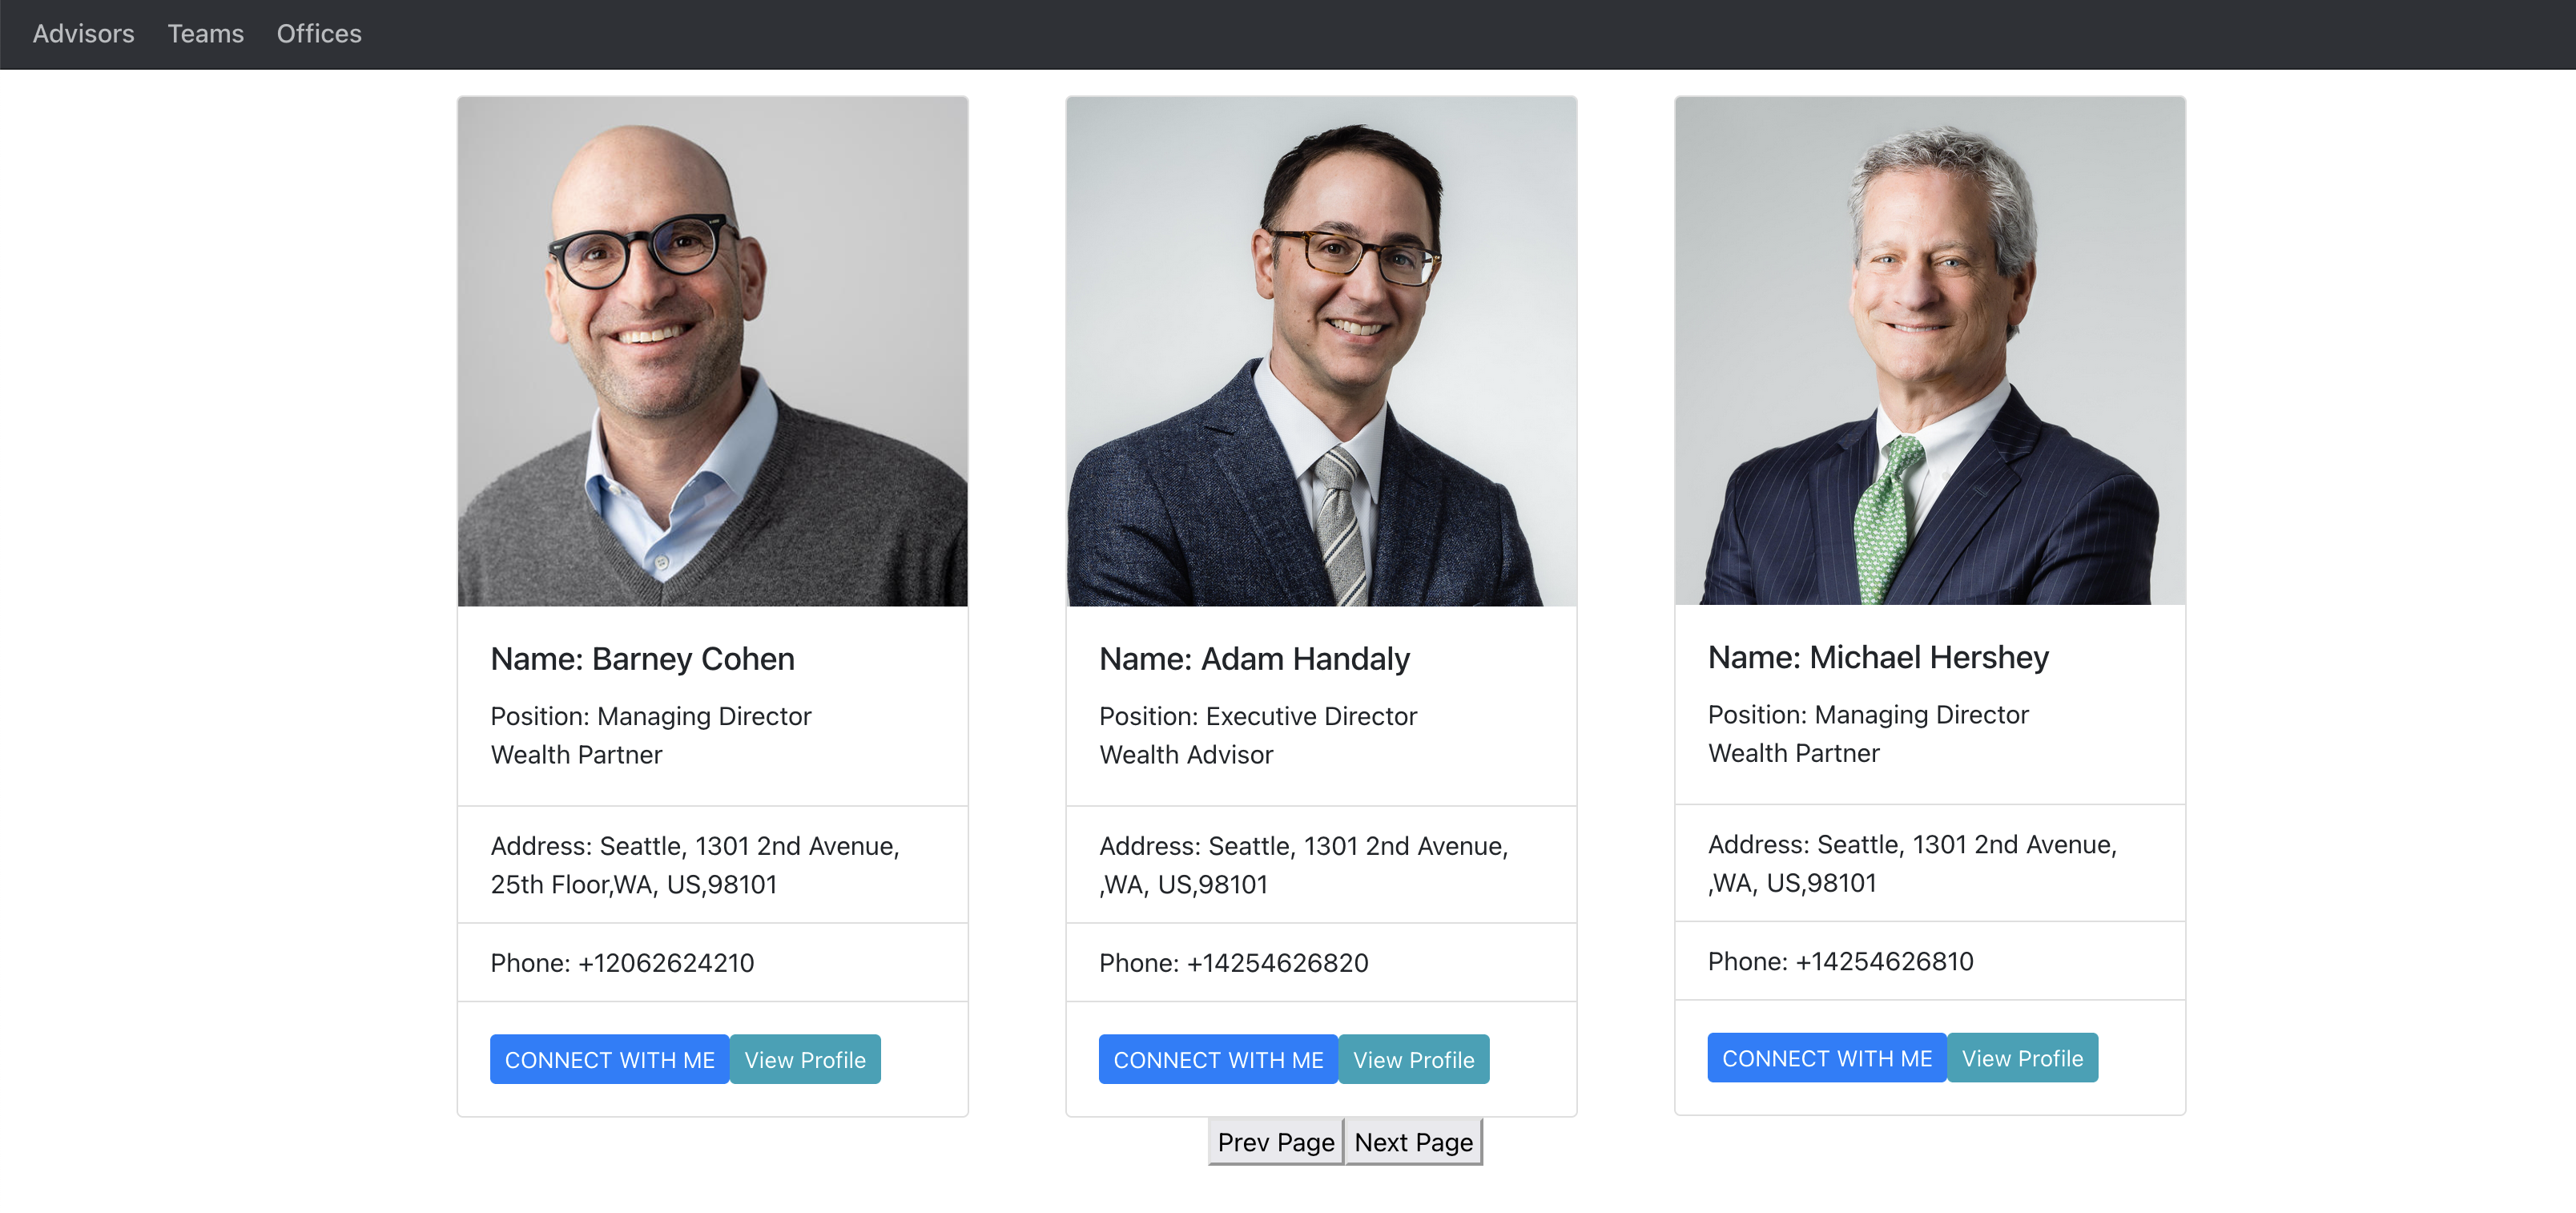 Advisors Teams Offices
Name: Barney Cohen
Position: Managing Director
Wealth Partner
Address: Seattle, 1301 2nd Avenue,
25th Floor,WA, US,98101
Phone: +12062624210
CONNECT WITH ME View Profile
Name: Adam Handaly
Position: Executive Director
Wealth Advisor
Address: Seattle, 1301 2nd Avenue,
,WA, US,98101
Phone: +14254626820
CONNECT WITH ME View Profile
Name: Michael Hershey
Position: Managing Director
Wealth Partner
Address: Seattle, 1301 2nd Avenue,
,WA, US,98101
Phone: +14254626810
CONNECT WITH ME View Profile
Prev Page Next Page